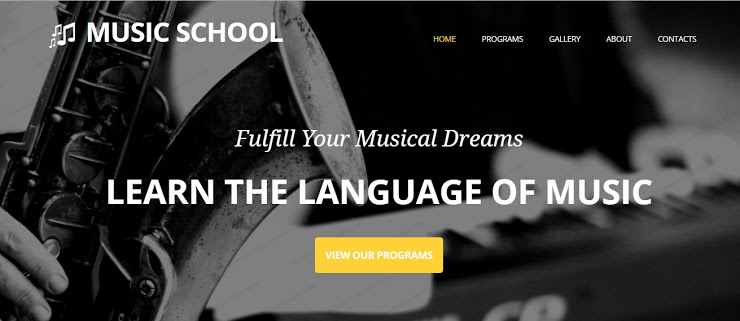 MUSIC SCHOOL
HOME PROGRAMS GALLERY ABOUT CONTACTS
Fulfill Your Musical Dreams
LEARN THE LANGUAGE OF MUSIC
VIEW OUR PROGRAMS